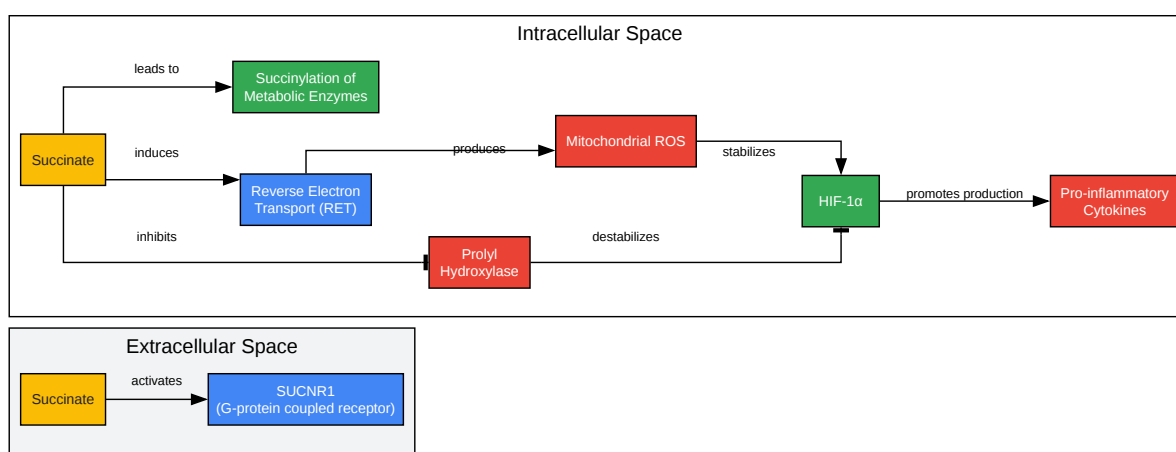 Intracellular Space
leads to
Succinylation of
Metabolic Enzymes
Succinate
induces
Reverse Electron
Transport (RET)
produces
Mitochondrial ROS
stabilizes
HIF-1α
promotes production
Pro-inflammatory
Cytokines
inhibits
Prolyl
Hydroxylase
destabilizes
Extracellular Space
Succinate
activates
SUCNR1
(G-protein coupled receptor)